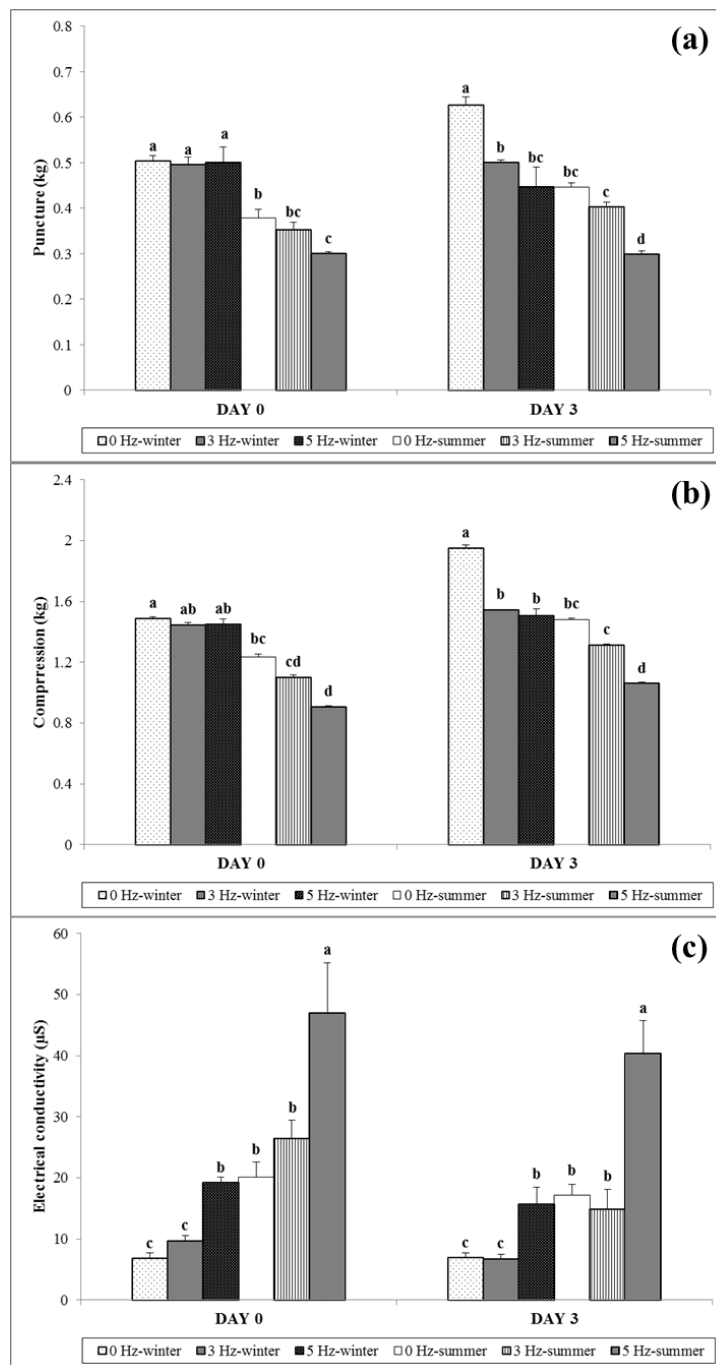 (a)
Puncture (kg)
0.8
0.7
0.6
0.5
0.4
0.3
0.2
0.1
0
a a a b bc c
a b bc bc c d
DAY 0 DAY 3
0 Hz-winter 3 Hz-winter 5 Hz-winter 0 Hz-summer 3 Hz-summer 5 Hz-summer
(b)
Comprression (kg)
2.4
2
1.6
1.2
0.8
0.4
0
a ab ab bc cd d
a b b bc c d
DAY 0 DAY 3
0 Hz-winter 3 Hz-winter 5 Hz-winter 0 Hz-summer 3 Hz-summer 5 Hz-summer
(c)
Electrical conductivity (µS)
60
50
40
30
20
10
0
c c b b b a
c c b b b a
DAY 0 DAY 3
0 Hz-winter 3 Hz-winter 5 Hz-winter 0 Hz-summer 3 Hz-summer 5 Hz-summer